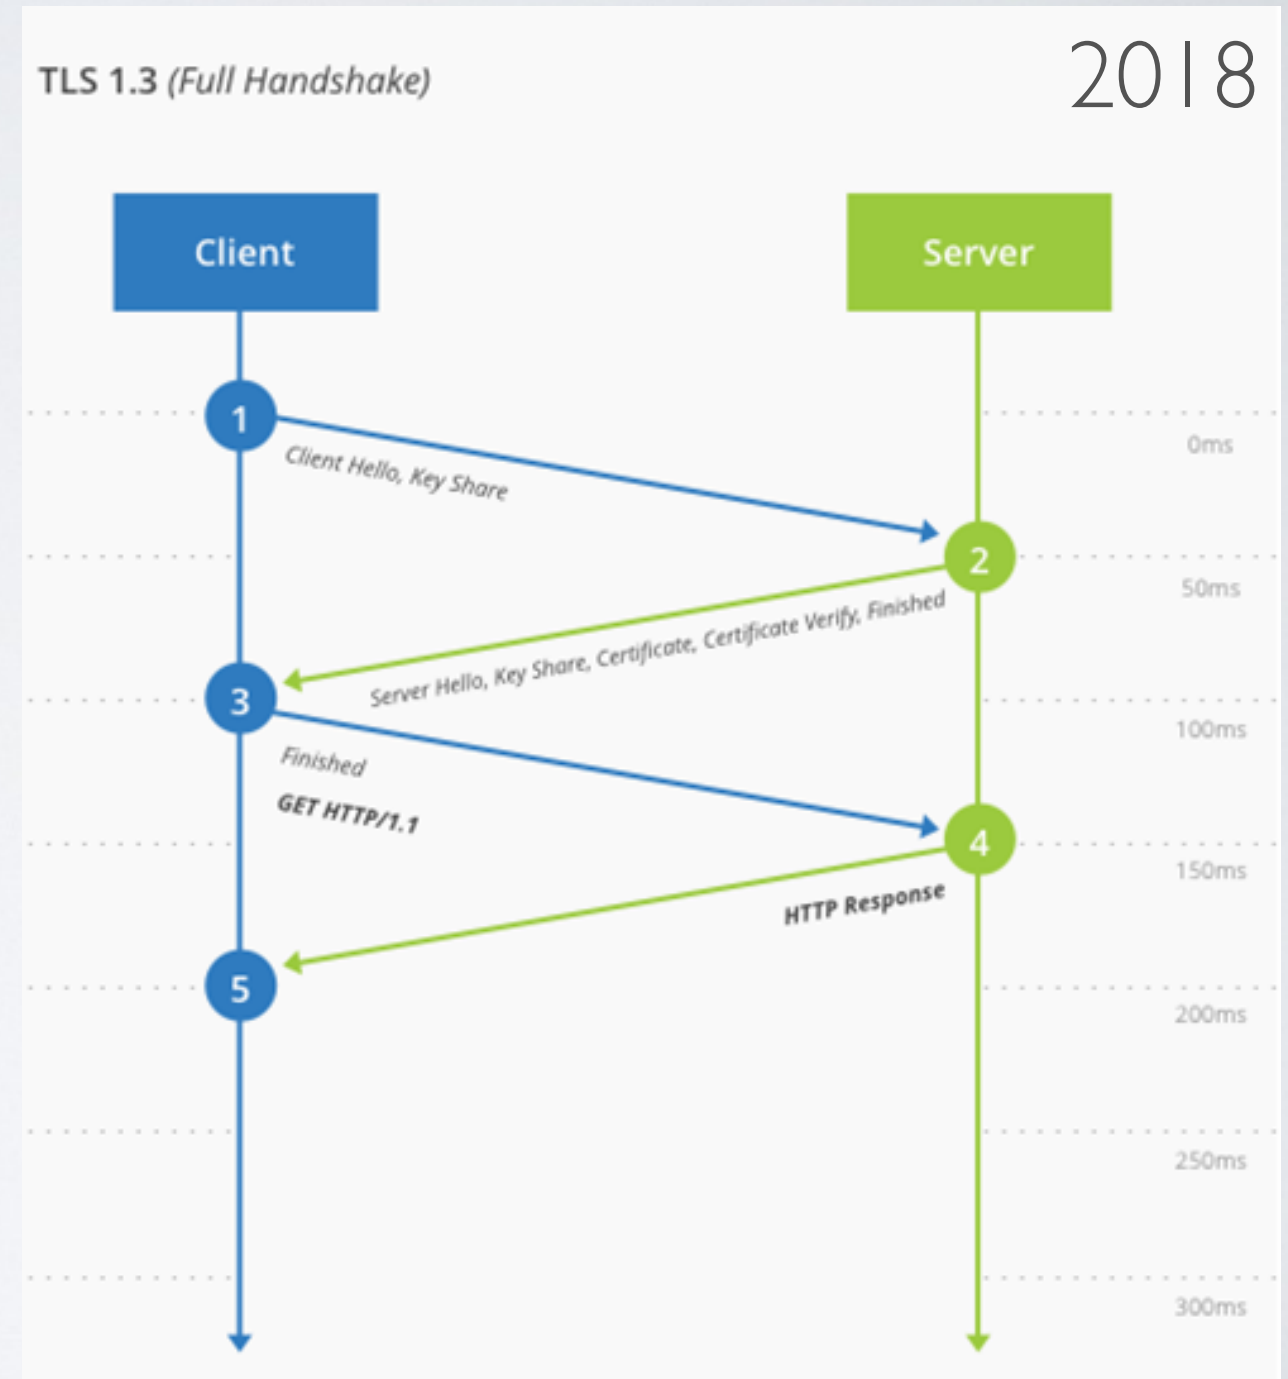 TLS 1.3 (Full Handshake)
2018
Client
Server
1
0ms
Client Hello, Key Share
2
50ms
Server Hello, Key Share, Certificate, Certificate Verify, Finished
3
100ms
Finished
GET HTTP/1.1
4
150ms
HTTP Response
5
200ms
250ms
300ms